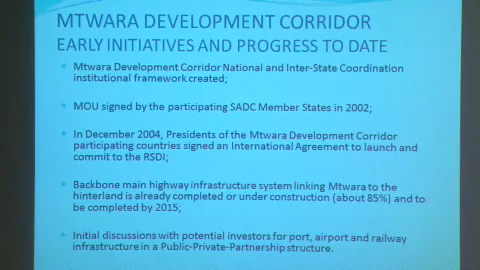 MTWARA DEVELOPMENT CORRIDOR
EARLY INITIATIVES AND PROGRESS TO DATE
Mtwara Development Corridor National and Inter-State Coordination
institutional framework created;
MOU signed by the participating SADC Member States in 2002;
In December 2004, Presidents of the Mtwara Development Corridor
participating countries signed an International Agreement to launch and
commit to the RSDI;
Backbone main highway infrastructure system linking Mtwara to the
hinterland is already completed or under construction (about 85%) and to
be completed by 2015;
Initial discussions with potential investors for port, airport and railway
infrastructure in a Public-Private-Partnership structure.